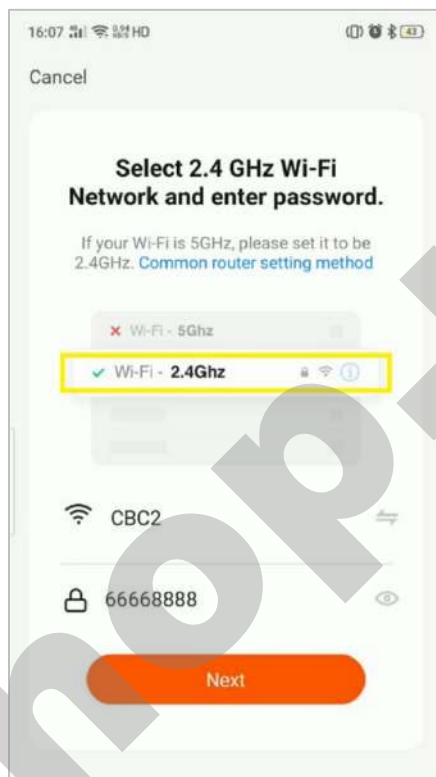 16:07 HD 43
Cancel
Select 2.4 GHz Wi-Fi
Network and enter password.
If your Wi-Fi is 5GHz, please set it to be
2.4GHz. Common router setting method
Wi-Fi - 5Ghz
Wi-Fi - 2.4Ghz
CBC2
66668888
Next